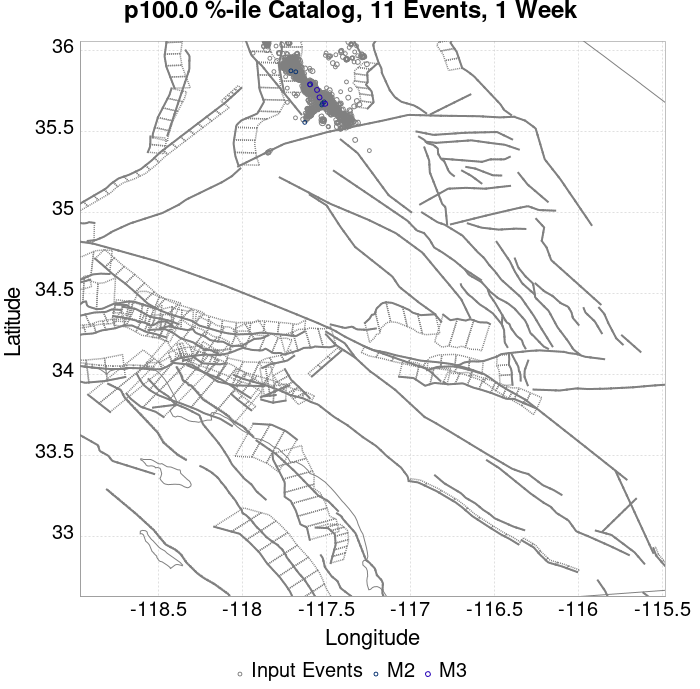 p100.0 %-ile Catalog, 11 Events, 1 Week
36
35.5
35
34.5
34
33.5
33
Latitude
-118.5 -118 -117.5 -117 -116.5 -116 -115.5
Longitude
Input Events M2 M3